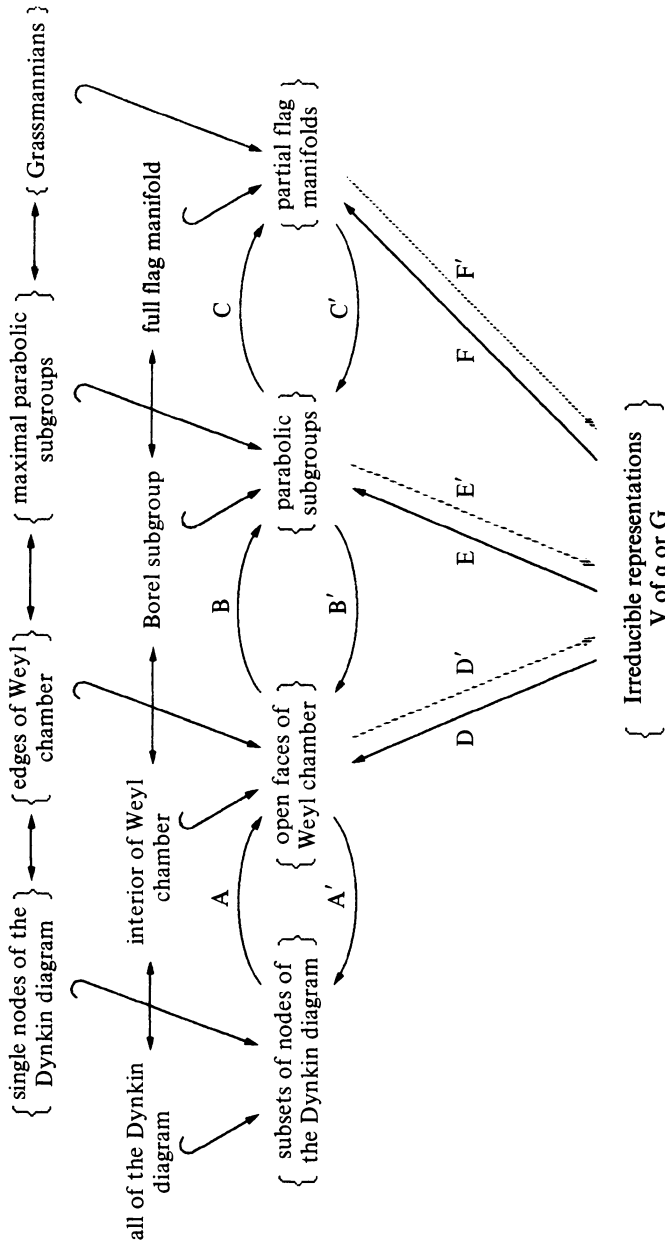 { single nodes of the
Dynkin diagram }
{ edges of Weyl
chamber }
{ maximal parabolic
subgroups }
{ Grassmannians }
all of the Dynkin
diagram
interior of Weyl
chamber
Borel subgroup
full flag manifold
{ subsets of nodes of
the Dynkin diagram }
A
A'
{ open faces of
Weyl chamber }
B
B'
{ parabolic
subgroups }
C
C'
{ partial flag
manifolds }
D
D'
E
E'
F
F'
{ Irreducible representations }
V of g or G